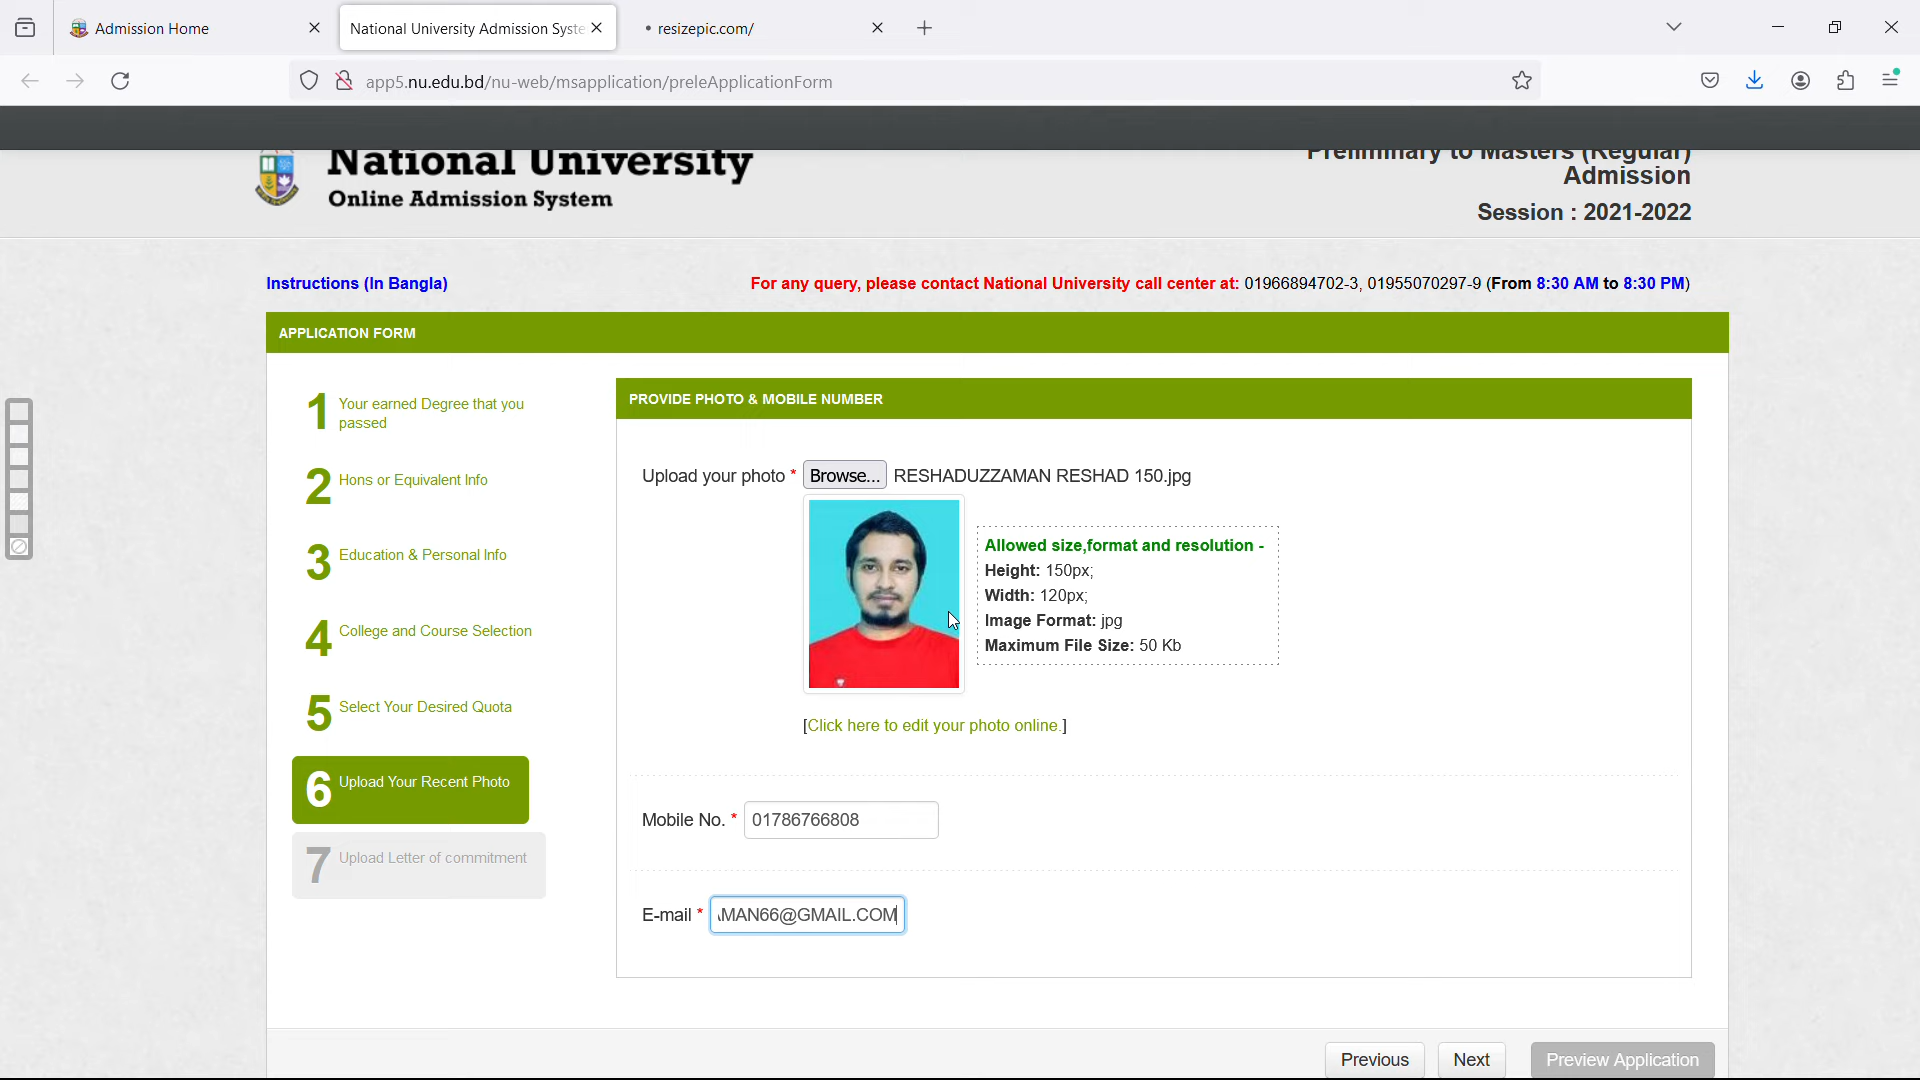 Admission Home
National University Admission Syste
resizepic.com/
app5.nu.edu.bd/nu-web/msapplication/preleApplicationForm
National University
Online Admission System
Preliminary to Masters (Regular)
Admission
Session : 2021-2022
Instructions (In Bangla)
For any query, please contact National University call center at: 01966894702-3, 01955070297-9 (From 8:30 AM to 8:30 PM)
APPLICATION FORM
1 Your earned Degree that you
passed
2 Hons or Equivalent Info
3 Education & Personal Info
4 College and Course Selection
5 Select Your Desired Quota
6 Upload Your Recent Photo
7 Upload Letter of commitment
PROVIDE PHOTO & MOBILE NUMBER
Upload your photo * Browse... RESHADUZZAMAN RESHAD 150.jpg
Allowed size,format and resolution -
Height: 150px;
Width: 120px;
Image Format: jpg
Maximum File Size: 50 Kb
[Click here to edit your photo online.]
Mobile No. * 01786766808
E-mail * MAN66@GMAIL.COM
Previous
Next
Preview Application